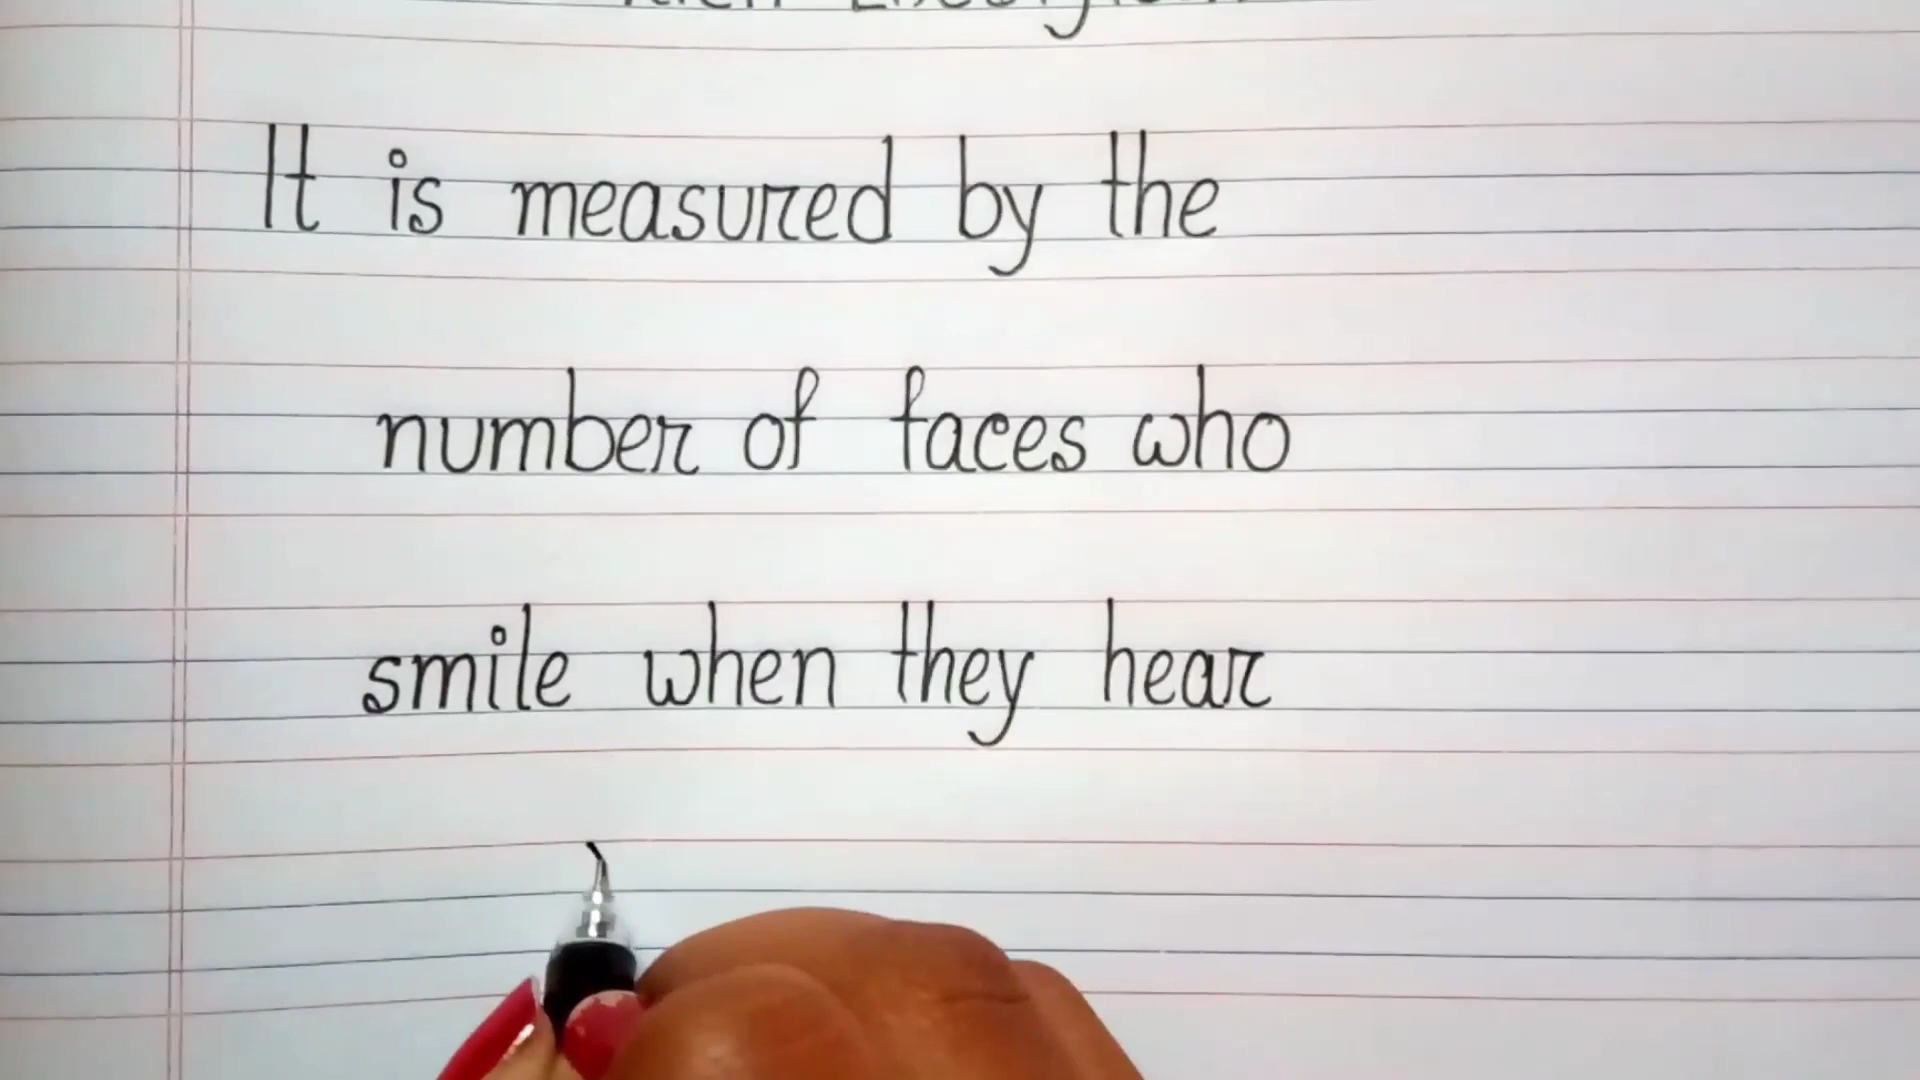 It is measured by the
number of faces who
smile when they hear